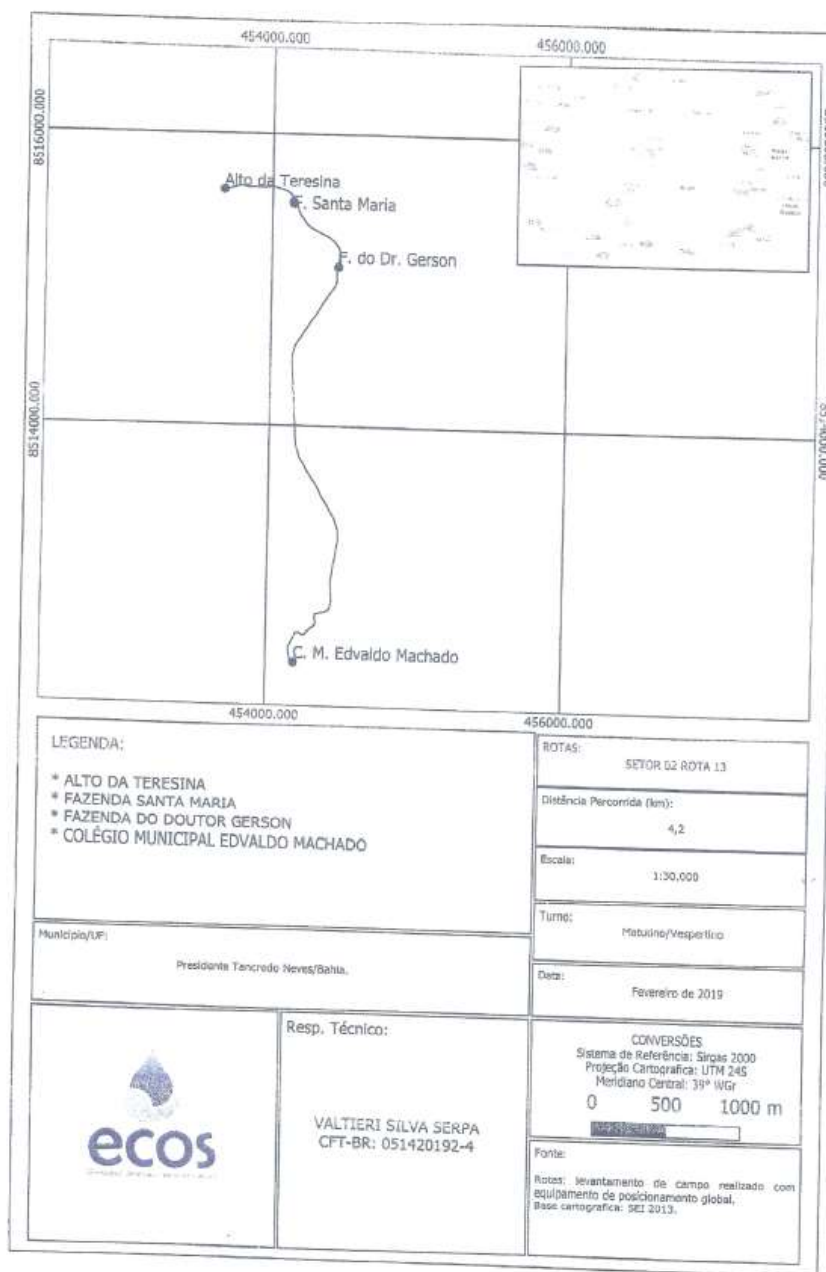 454000.000
456000.000
8516000.000
Alto da Teresina
F. Santa Maria
F. do Dr. Gerson
8514000.000
C. M. Edvaldo Machado
454000.000
456000.000
LEGENDA:
* ALTO DA TERESINA
* FAZENDA SANTA MARIA
* FAZENDA DO DOUTOR GERSON
* COLÉGIO MUNICIPAL EDVALDO MACHADO
ROTAS:
SETOR 02 ROTA 13
Distância Percorrida (km):
4,2
Escala:
1:30.000
Turno:
Matutino/Vespertino
Data:
Fevereiro de 2019
Município/UF:
Presidente Tancredo Neves/Bahia.
ecos
Resp. Técnico:
VALTIERI SILVA SERPA
CFT-BR: 051420192-4
CONVERSÕES
Sistema de Referência: Sirgas 2000
Projeção Cartografica: UTM 24S
Meridiano Central: 39° WGr
0 500 1000 m
Fonte:
Rotas: levantamento de campo realizado com
equipamento de posicionamento global.
Base cartografica: SEI 2013.